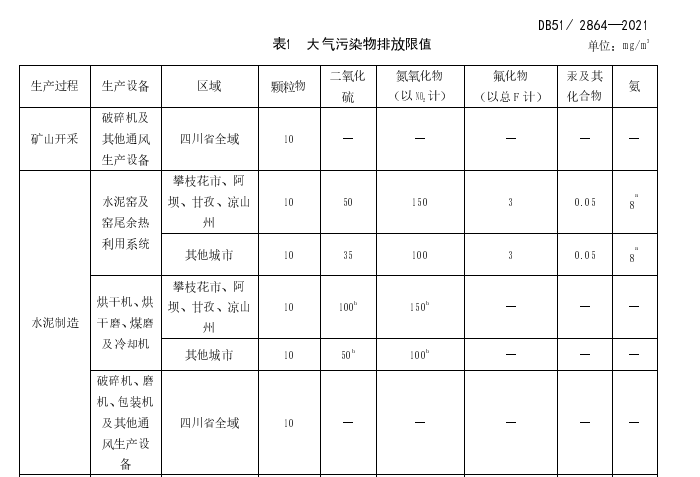 DB51/ 2864—2021
表1 大气污染物排放限值
单位：mg/m³
生产过程 生产设备 区域 颗粒物 二氧化硫 氮氧化物（以NO₂计） 氟化物（以总F计） 汞及其化合物 氨
矿山开采 破碎机及其他通风生产设备 四川省全域 10 — — — — —
水泥制造 水泥窑及窑尾余热利用系统 攀枝花市、阿坝、甘孜、凉山州 10 50 150 3 0.05 8ᵃ
其他城市 10 35 100 3 0.05 8ᵃ
烘干机、烘干磨、煤磨及冷却机 攀枝花市、阿坝、甘孜、凉山州 10 100ᵇ 150ᵇ — — —
其他城市 10 50ᵇ 100ᵇ — — —
破碎机、磨机、包装机及其他通风生产设备 四川省全域 10 — — — — —